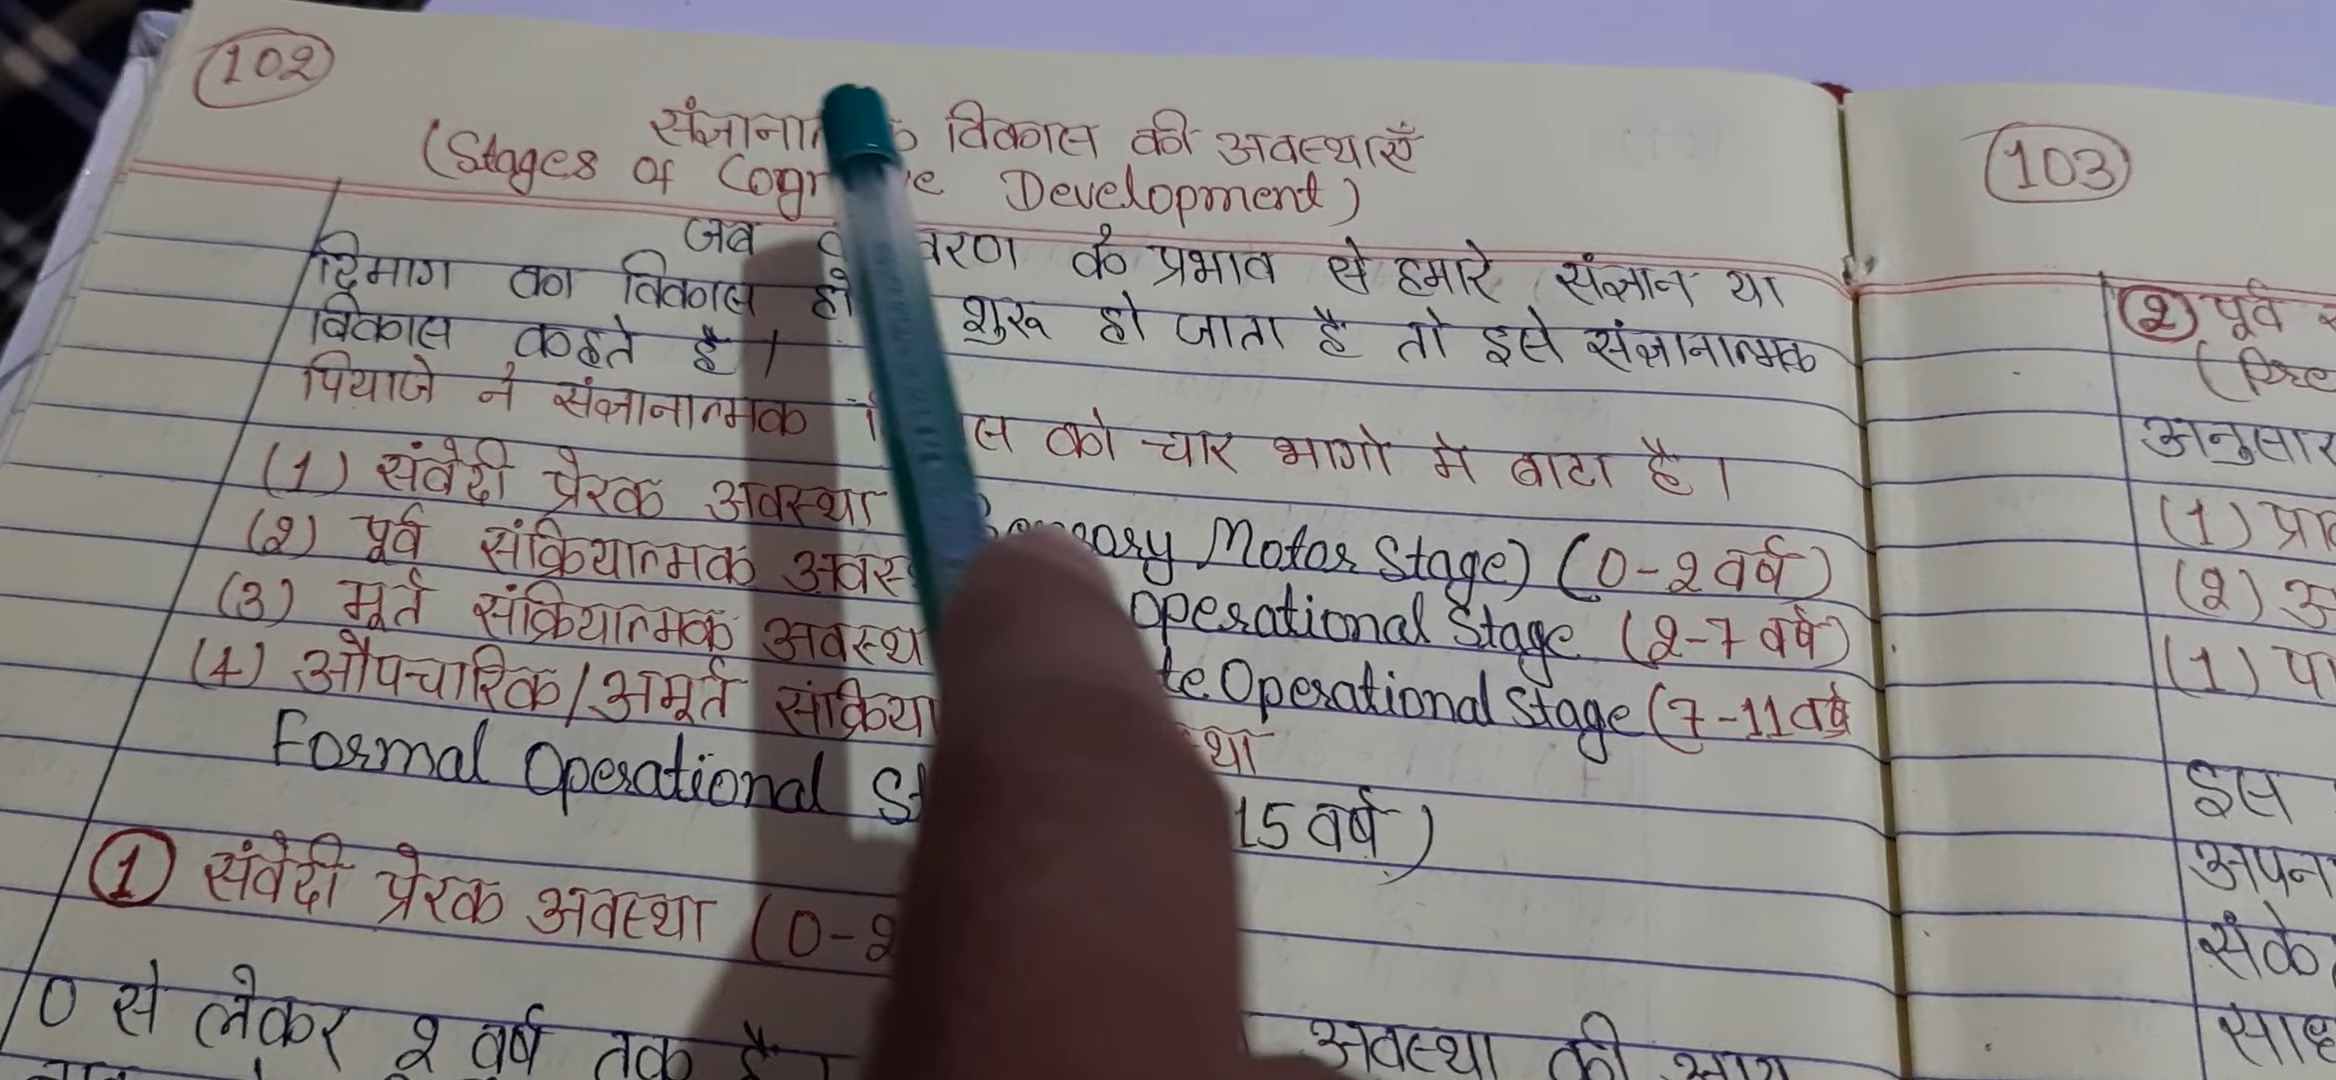 102
संज्ञाना विकास की अवस्थाएँ
(Stages of Cogn e Development)
जब वरण के प्रभाव से हमारे संज्ञान या
दिमाग का विकास हो शुरू हो जाता है तो इसे संज्ञानात्मक
विकास कहते है।
पियाजे ने संज्ञानात्मक स को चार भागो मे बाटा है।
(1) संवेदी प्रेरक अवस्था sory Motor Stage) (0-2 वर्ष)
(2) पूर्व संक्रियात्मक अवस् operational Stage (2-7 वर्ष)
(3) मूर्त संक्रियात्मक अवस्थ te Operational Stage (7-11 वर्ष
(4) औपचारिक/अमूर्त संक्रिया था
Formal Operational St 15 वर्ष)
1 संवेदी प्रेरक अवस्था (0-2
0 से लेकर 2 वर्ष तक है। अवस्था की
103
2 पूर्व
अनुसार
(1) प्रा
(2) अ
(1) प
इस
अपन
संके
साध